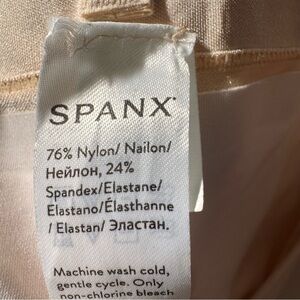 SPANX®
76% Nylon/ Nailon/
Нейлон, 24%
Spandex/Elastane/
Elastano/Élasthanne
/ Elastan/ Эластан.
Machine wash cold,
gentle cycle. Only
non-chlorine bleach